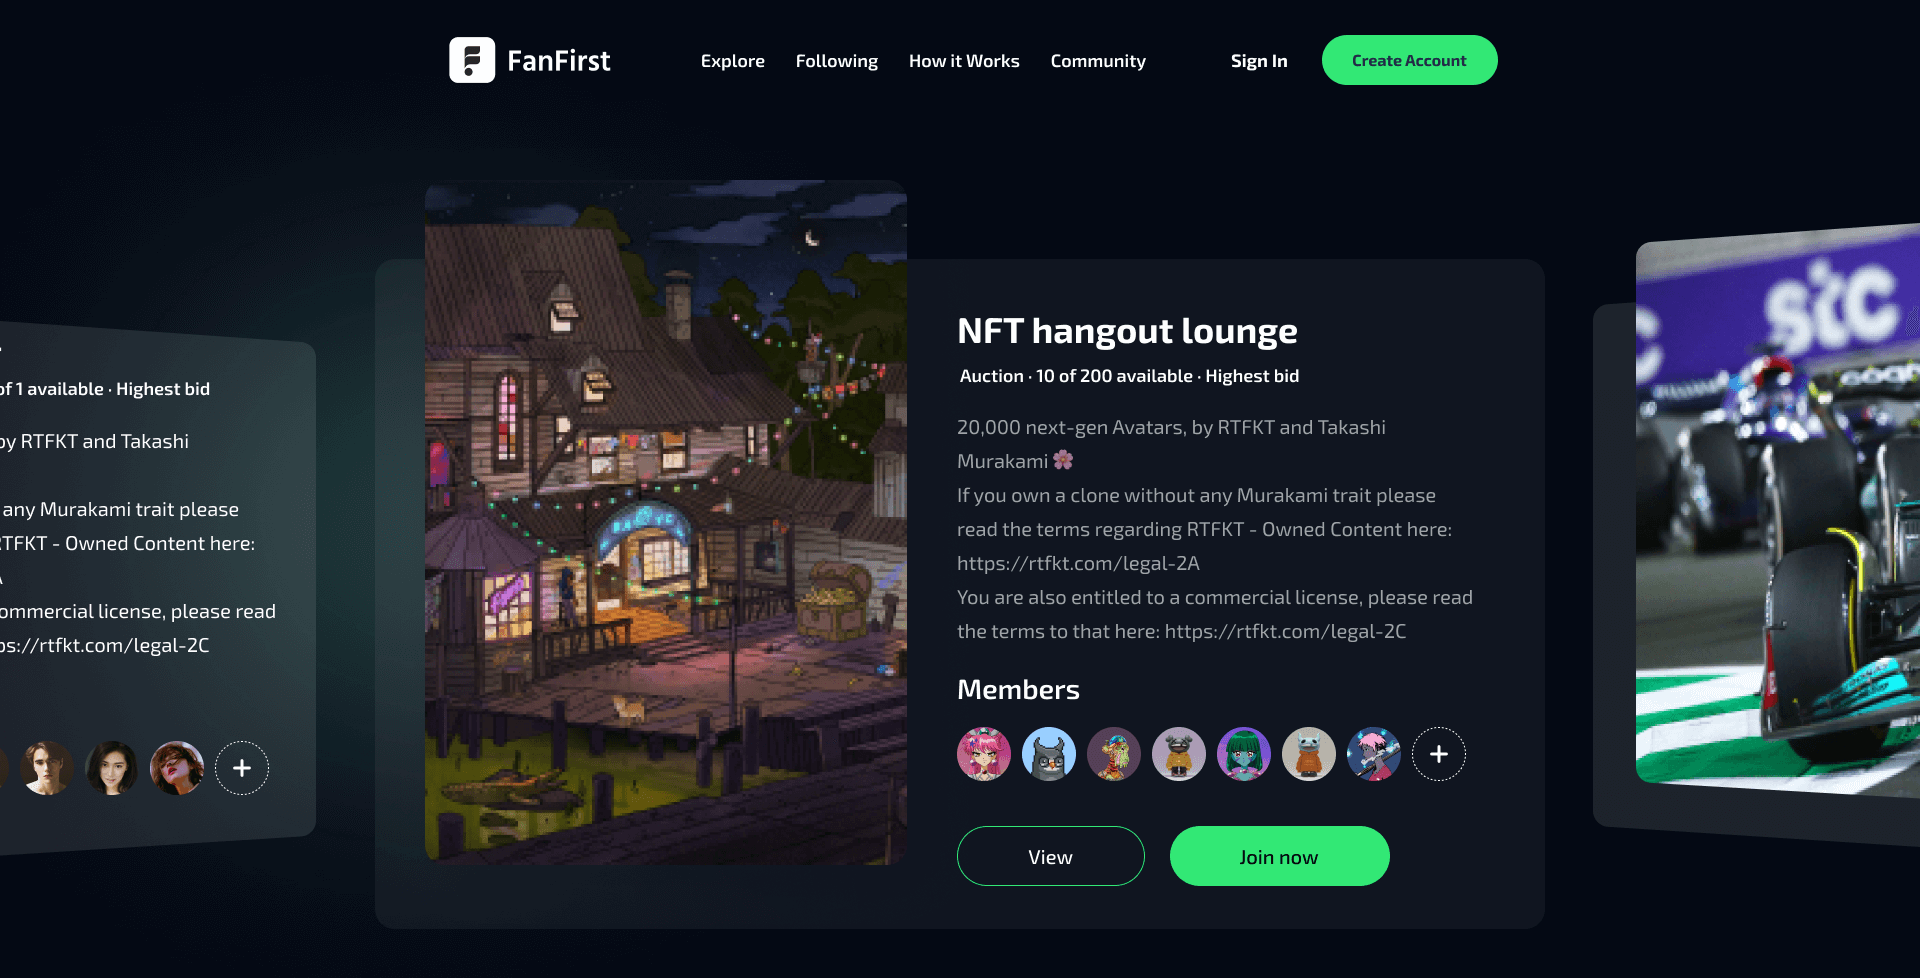 FanFirst
Explore
Following
How it Works
Community
Sign In
Create Account
of 1 available · Highest bid
by RTFKT and Takashi
any Murakami trait please
RTFKT - Owned Content here:
commercial license, please read
ps://rtfkt.com/legal-2C
NFT hangout lounge
Auction · 10 of 200 available · Highest bid
20,000 next-gen Avatars, by RTFKT and Takashi
Murakami 🌸
If you own a clone without any Murakami trait please
read the terms regarding RTFKT - Owned Content here:
https://rtfkt.com/legal-2A
You are also entitled to a commercial license, please read
the terms to that here: https://rtfkt.com/legal-2C
Members
View
Join now
stc